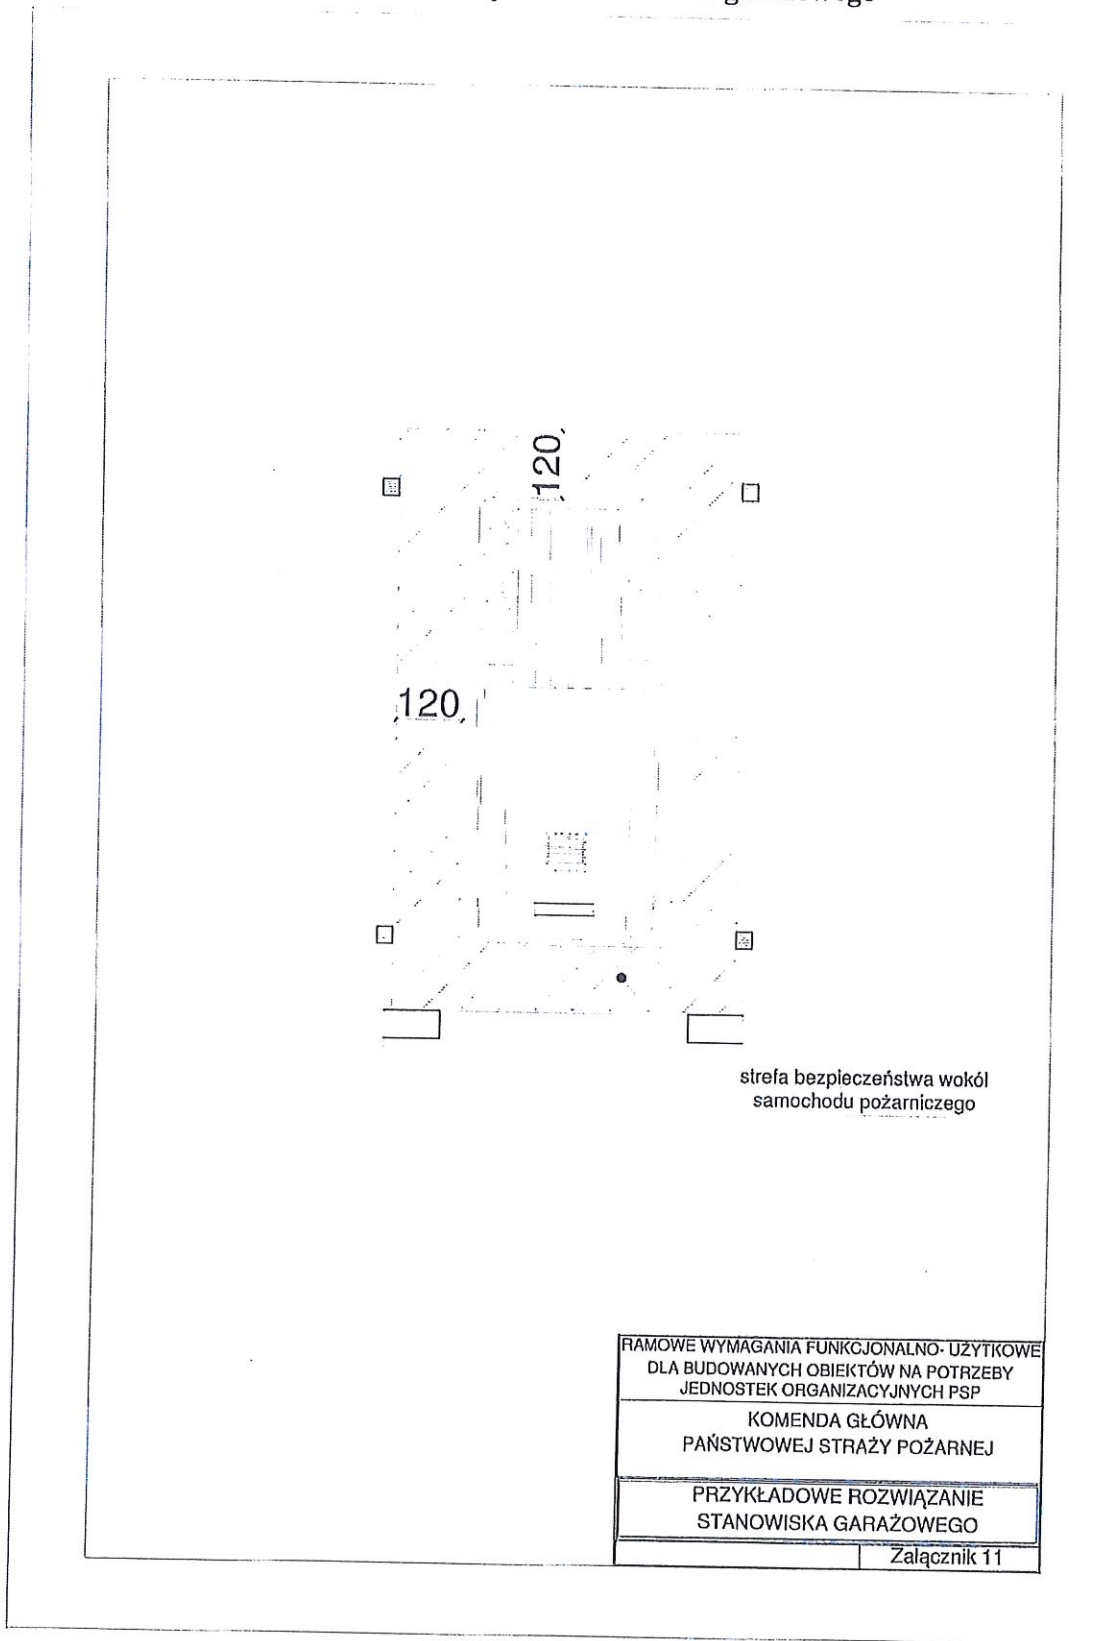 120
120
strefa bezpieczeństwa wokół
samochodu pożarniczego
RAMOWE WYMAGANIA FUNKCJONALNO- UŻYTKOWE
DLA BUDOWANYCH OBIEKTÓW NA POTRZEBY
JEDNOSTEK ORGANIZACYJNYCH PSP
KOMENDA GŁÓWNA
PAŃSTWOWEJ STRAŻY POŻARNEJ
PRZYKŁADOWE ROZWIĄZANIE
STANOWISKA GARAŻOWEGO
Załącznik 11